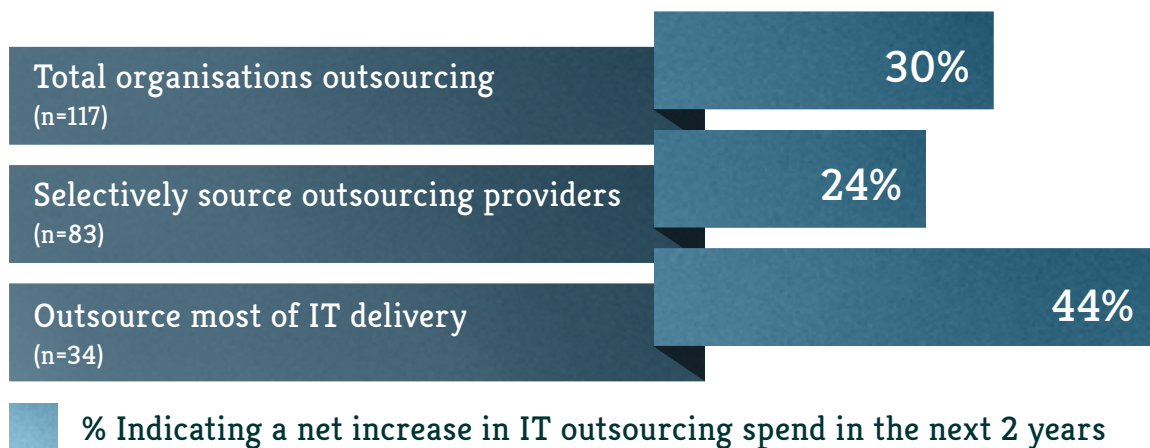 Total organisations outsourcing
(n=117)
30%
Selectively source outsourcing providers
(n=83)
24%
Outsource most of IT delivery
(n=34)
44%
% Indicating a net increase in IT outsourcing spend in the next 2 years